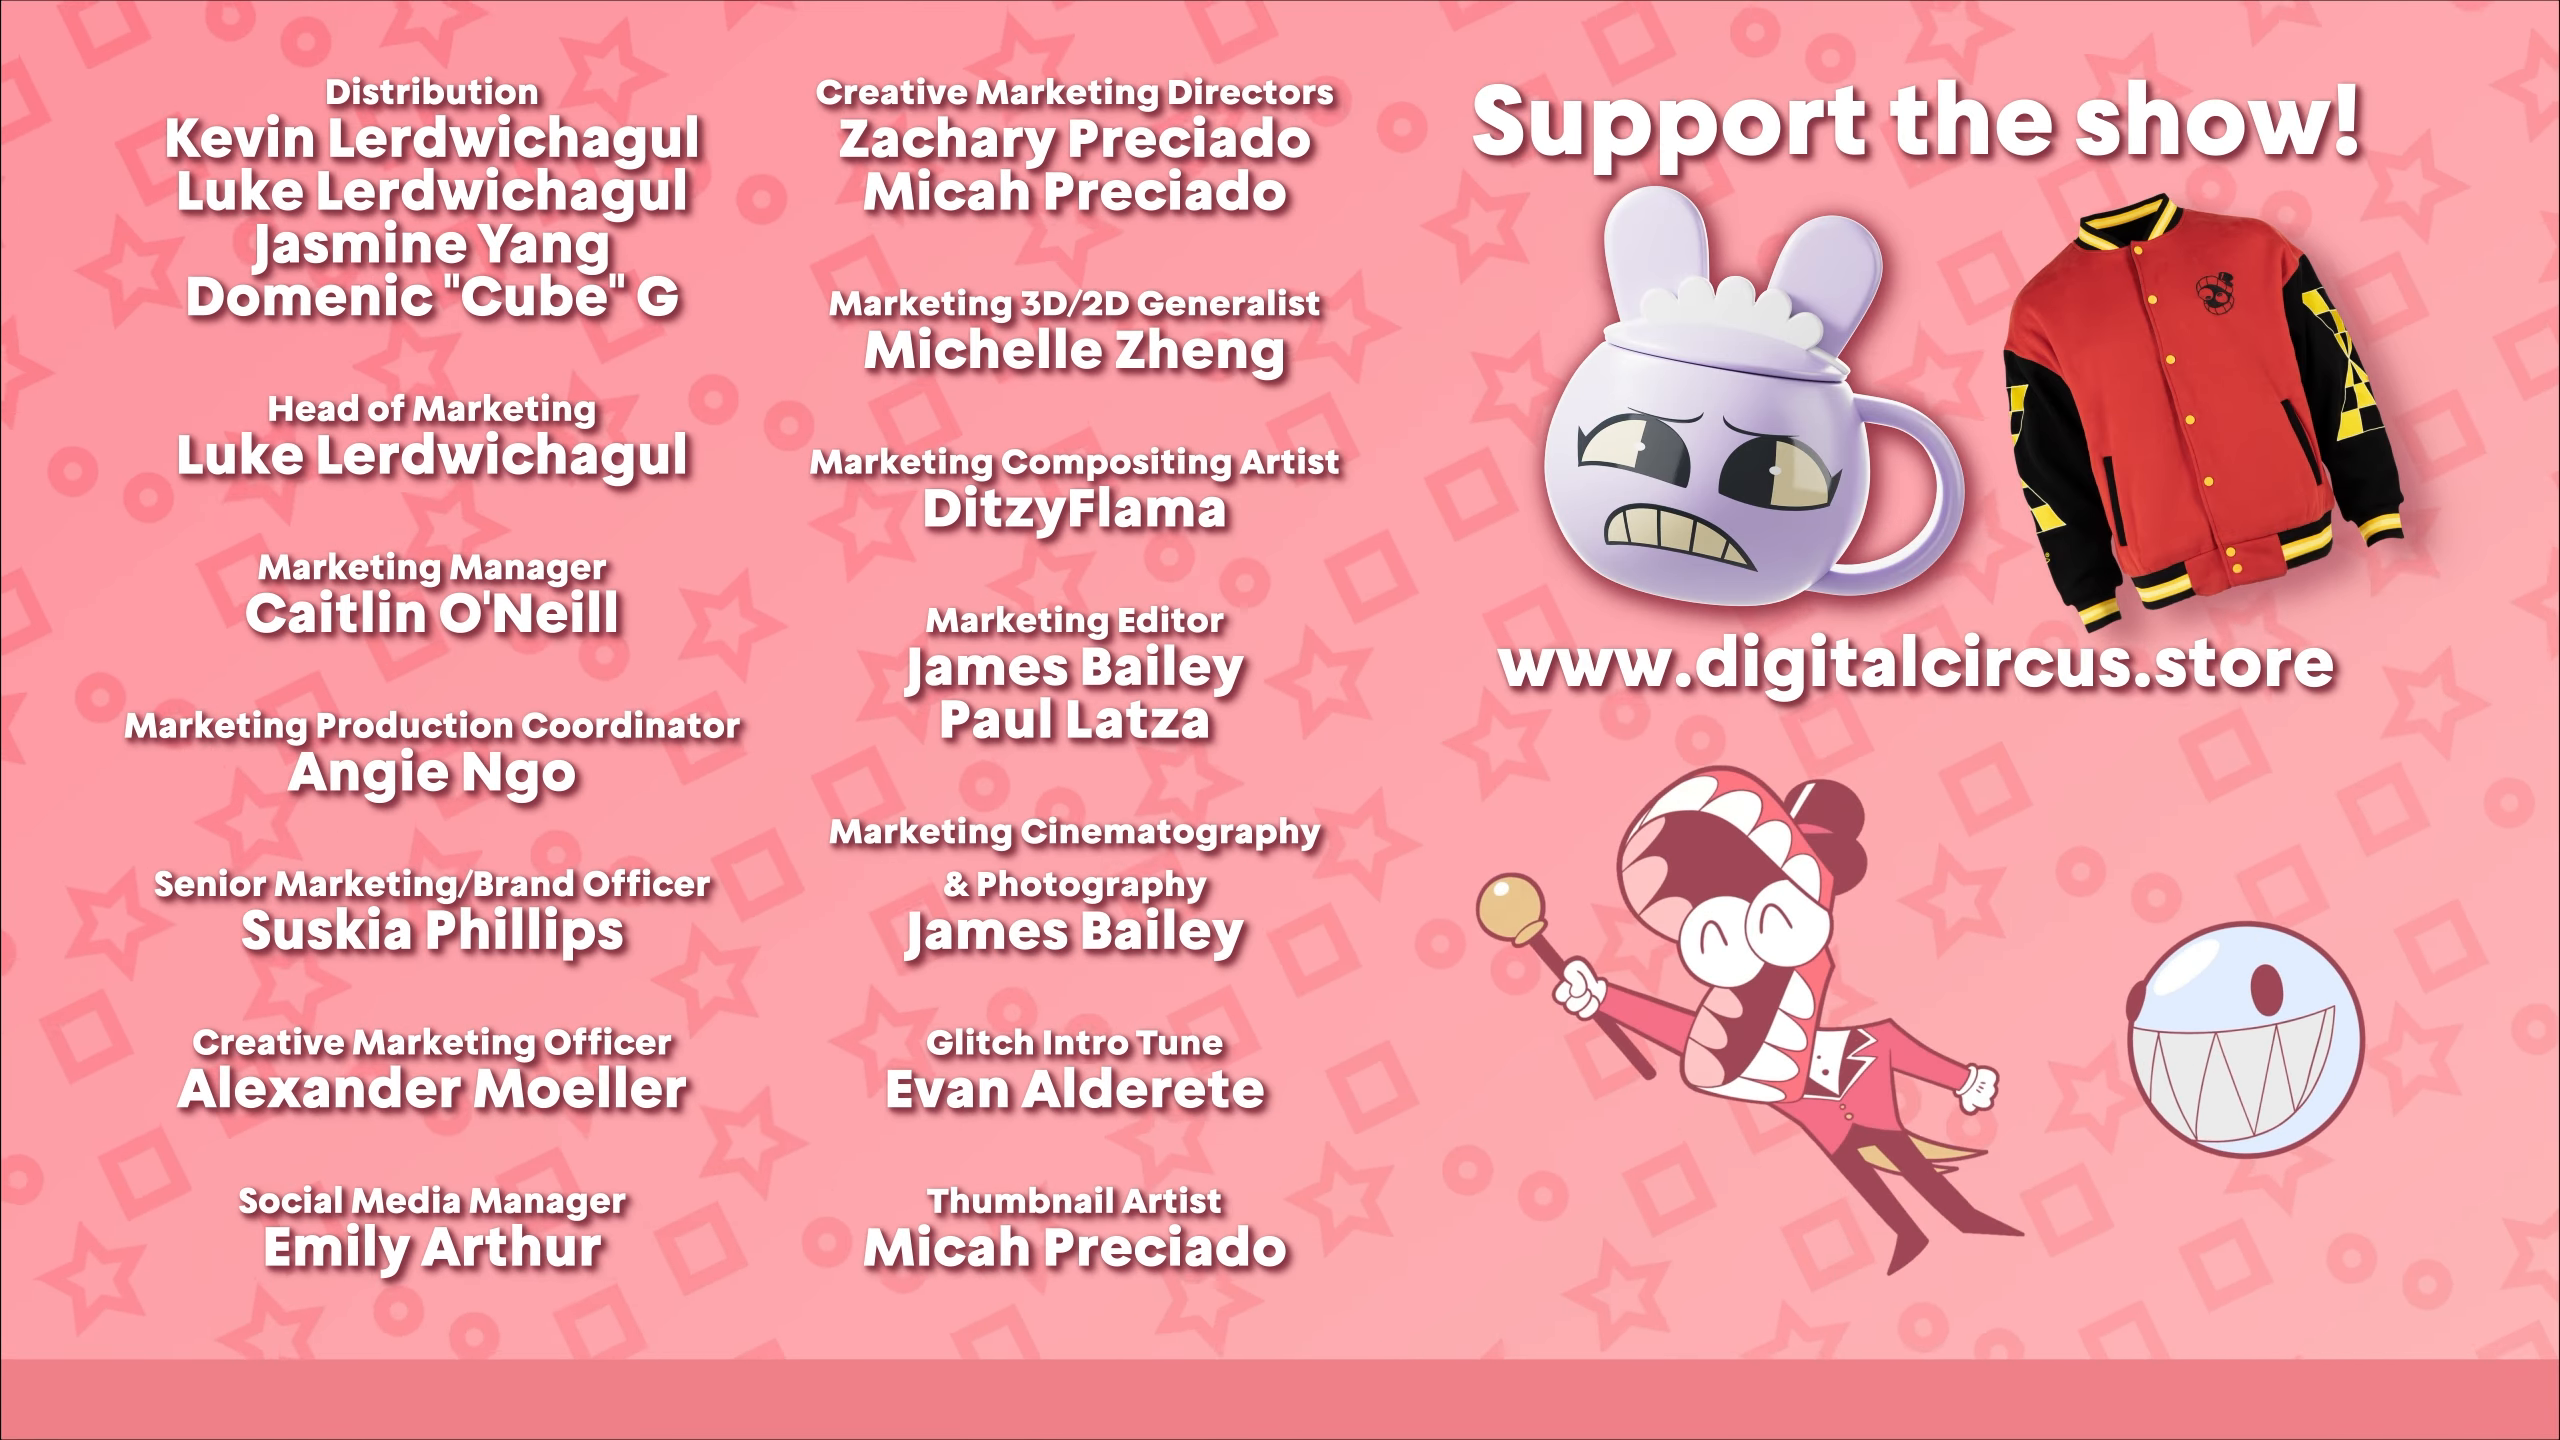 Distribution
Kevin Lerdwichagul
Luke Lerdwichagul
Jasmine Yang
Domenic "Cube" G
Head of Marketing
Luke Lerdwichagul
Marketing Manager
Caitlin O'Neill
Marketing Production Coordinator
Angie Ngo
Senior Marketing/Brand Officer
Suskia Phillips
Creative Marketing Officer
Alexander Moeller
Social Media Manager
Emily Arthur
Creative Marketing Directors
Zachary Preciado
Micah Preciado
Marketing 3D/2D Generalist
Michelle Zheng
Marketing Compositing Artist
DitzyFlama
Marketing Editor
James Bailey
Paul Latza
Marketing Cinematography
& Photography
James Bailey
Glitch Intro Tune
Evan Alderete
Thumbnail Artist
Micah Preciado
Support the show!
www.digitalcircus.store